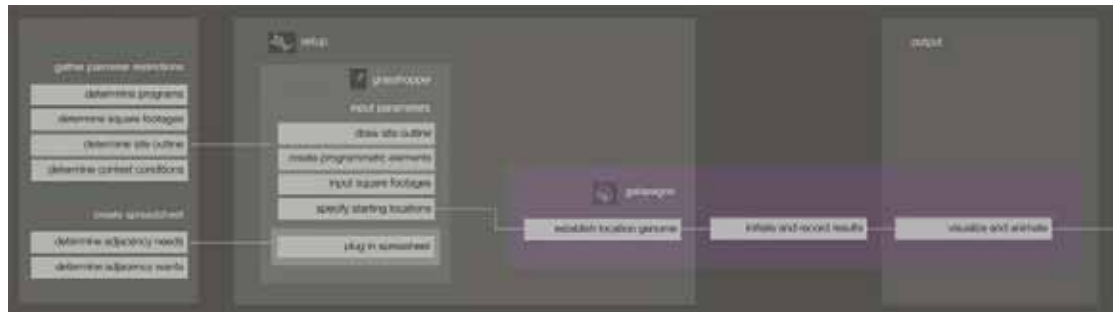 gather parameter restrictions
determine programs
determine square footages
determine site outline
determine context conditions
create spreadsheet
determine adjacency needs
determine adjacency wants
setup
grasshopper
input parameters
draw site outline
create programmatic elements
input square footages
specify starting locations
plug in spreadsheet
galapagos
establish location genome
initiate and record results
output
visualize and animate